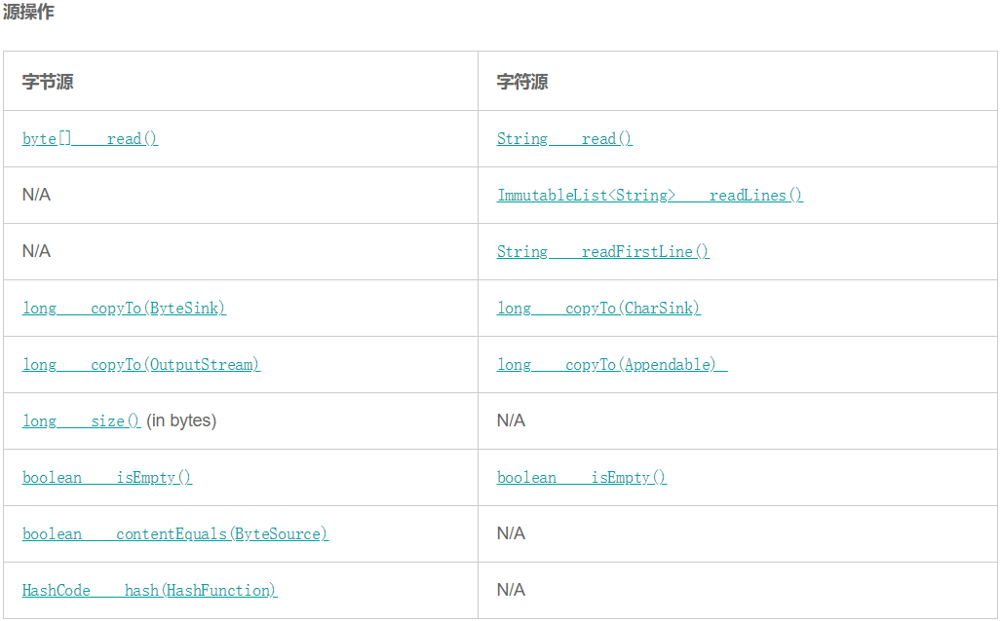 源操作
字节源 字符源
byte[] read() String read()
N/A ImmutableList<String> readLines()
N/A String readFirstLine()
long copyTo(ByteSink) long copyTo(CharSink)
long copyTo(OutputStream) long copyTo(Appendable)
long size() (in bytes) N/A
boolean isEmpty() boolean isEmpty()
boolean contentEquals(ByteSource) N/A
HashCode hash(HashFunction) N/A